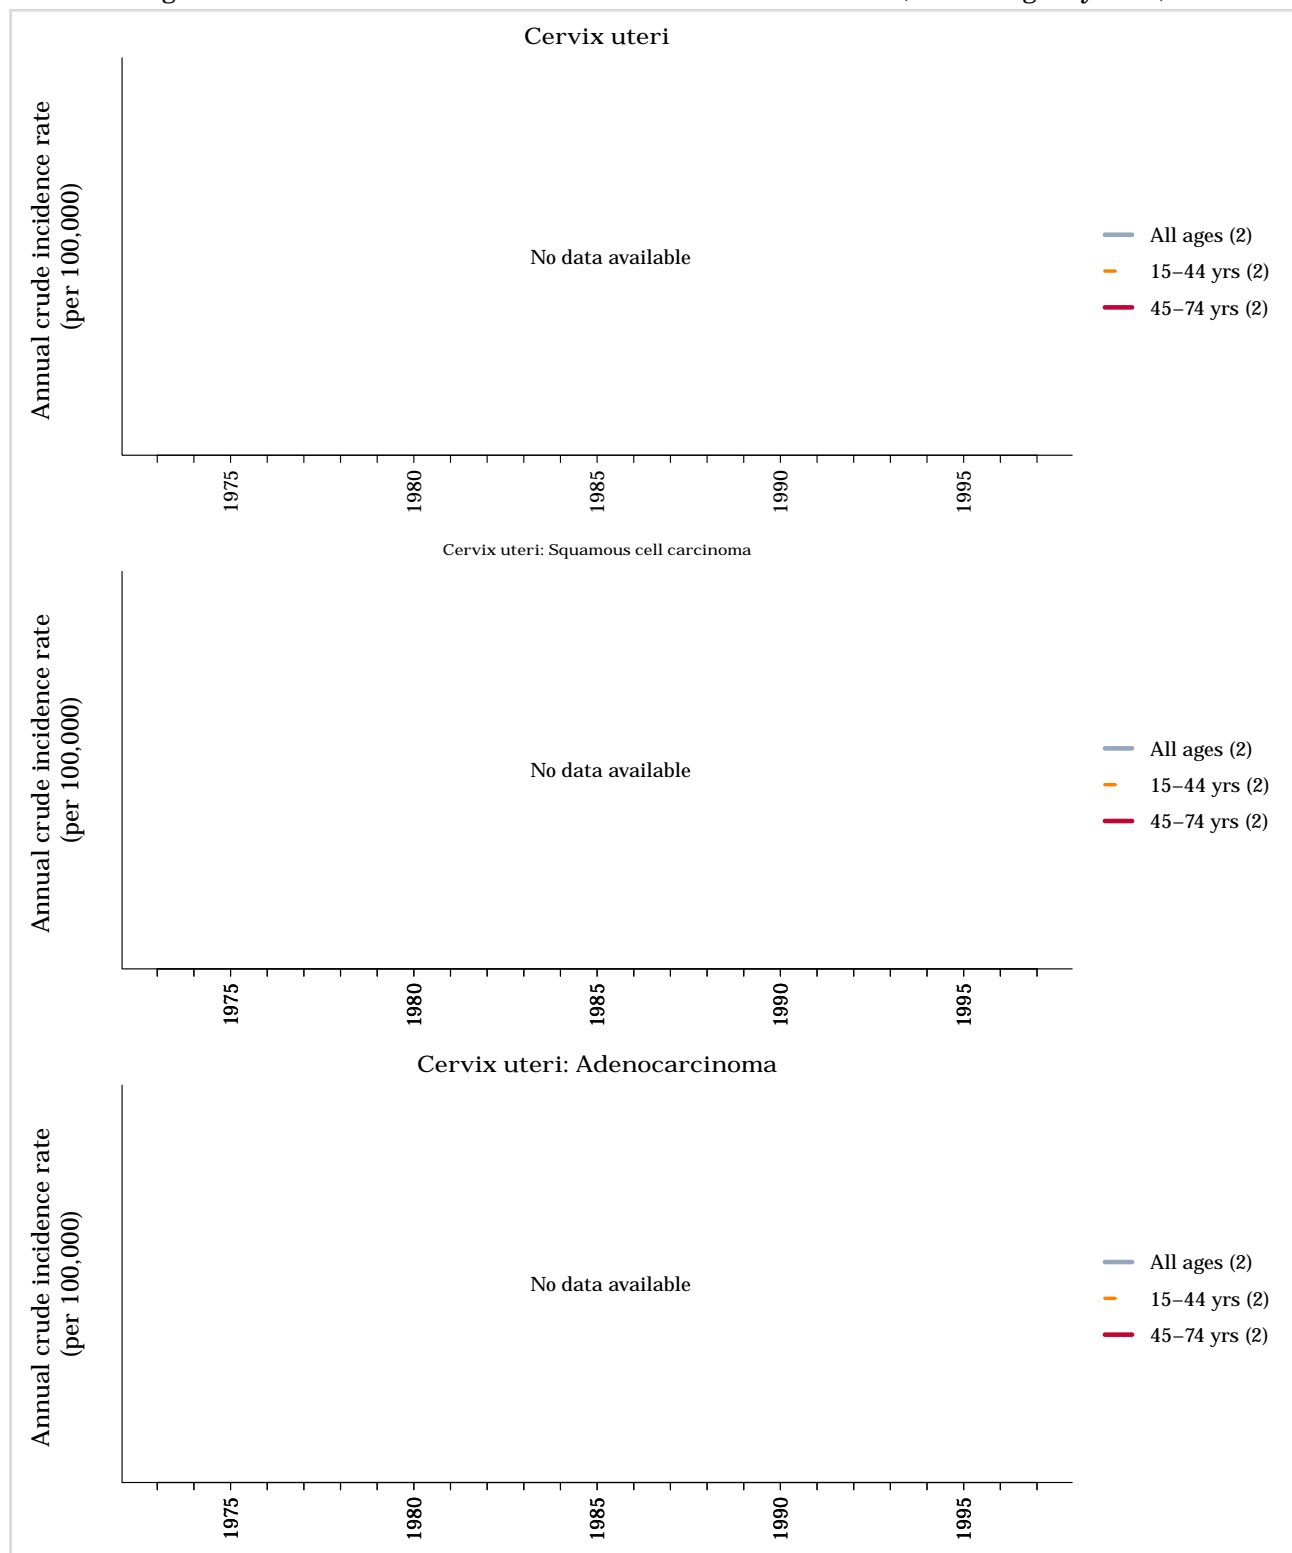 Cervix uteri
Annual crude incidence rate
(per 100,000)
No data available
All ages (2)
15–44 yrs (2)
45–74 yrs (2)
1975
1980
1985
1990
1995
Cervix uteri: Squamous cell carcinoma
Annual crude incidence rate
(per 100,000)
No data available
All ages (2)
15–44 yrs (2)
45–74 yrs (2)
1975
1980
1985
1990
1995
Cervix uteri: Adenocarcinoma
Annual crude incidence rate
(per 100,000)
No data available
All ages (2)
15–44 yrs (2)
45–74 yrs (2)
1975
1980
1985
1990
1995